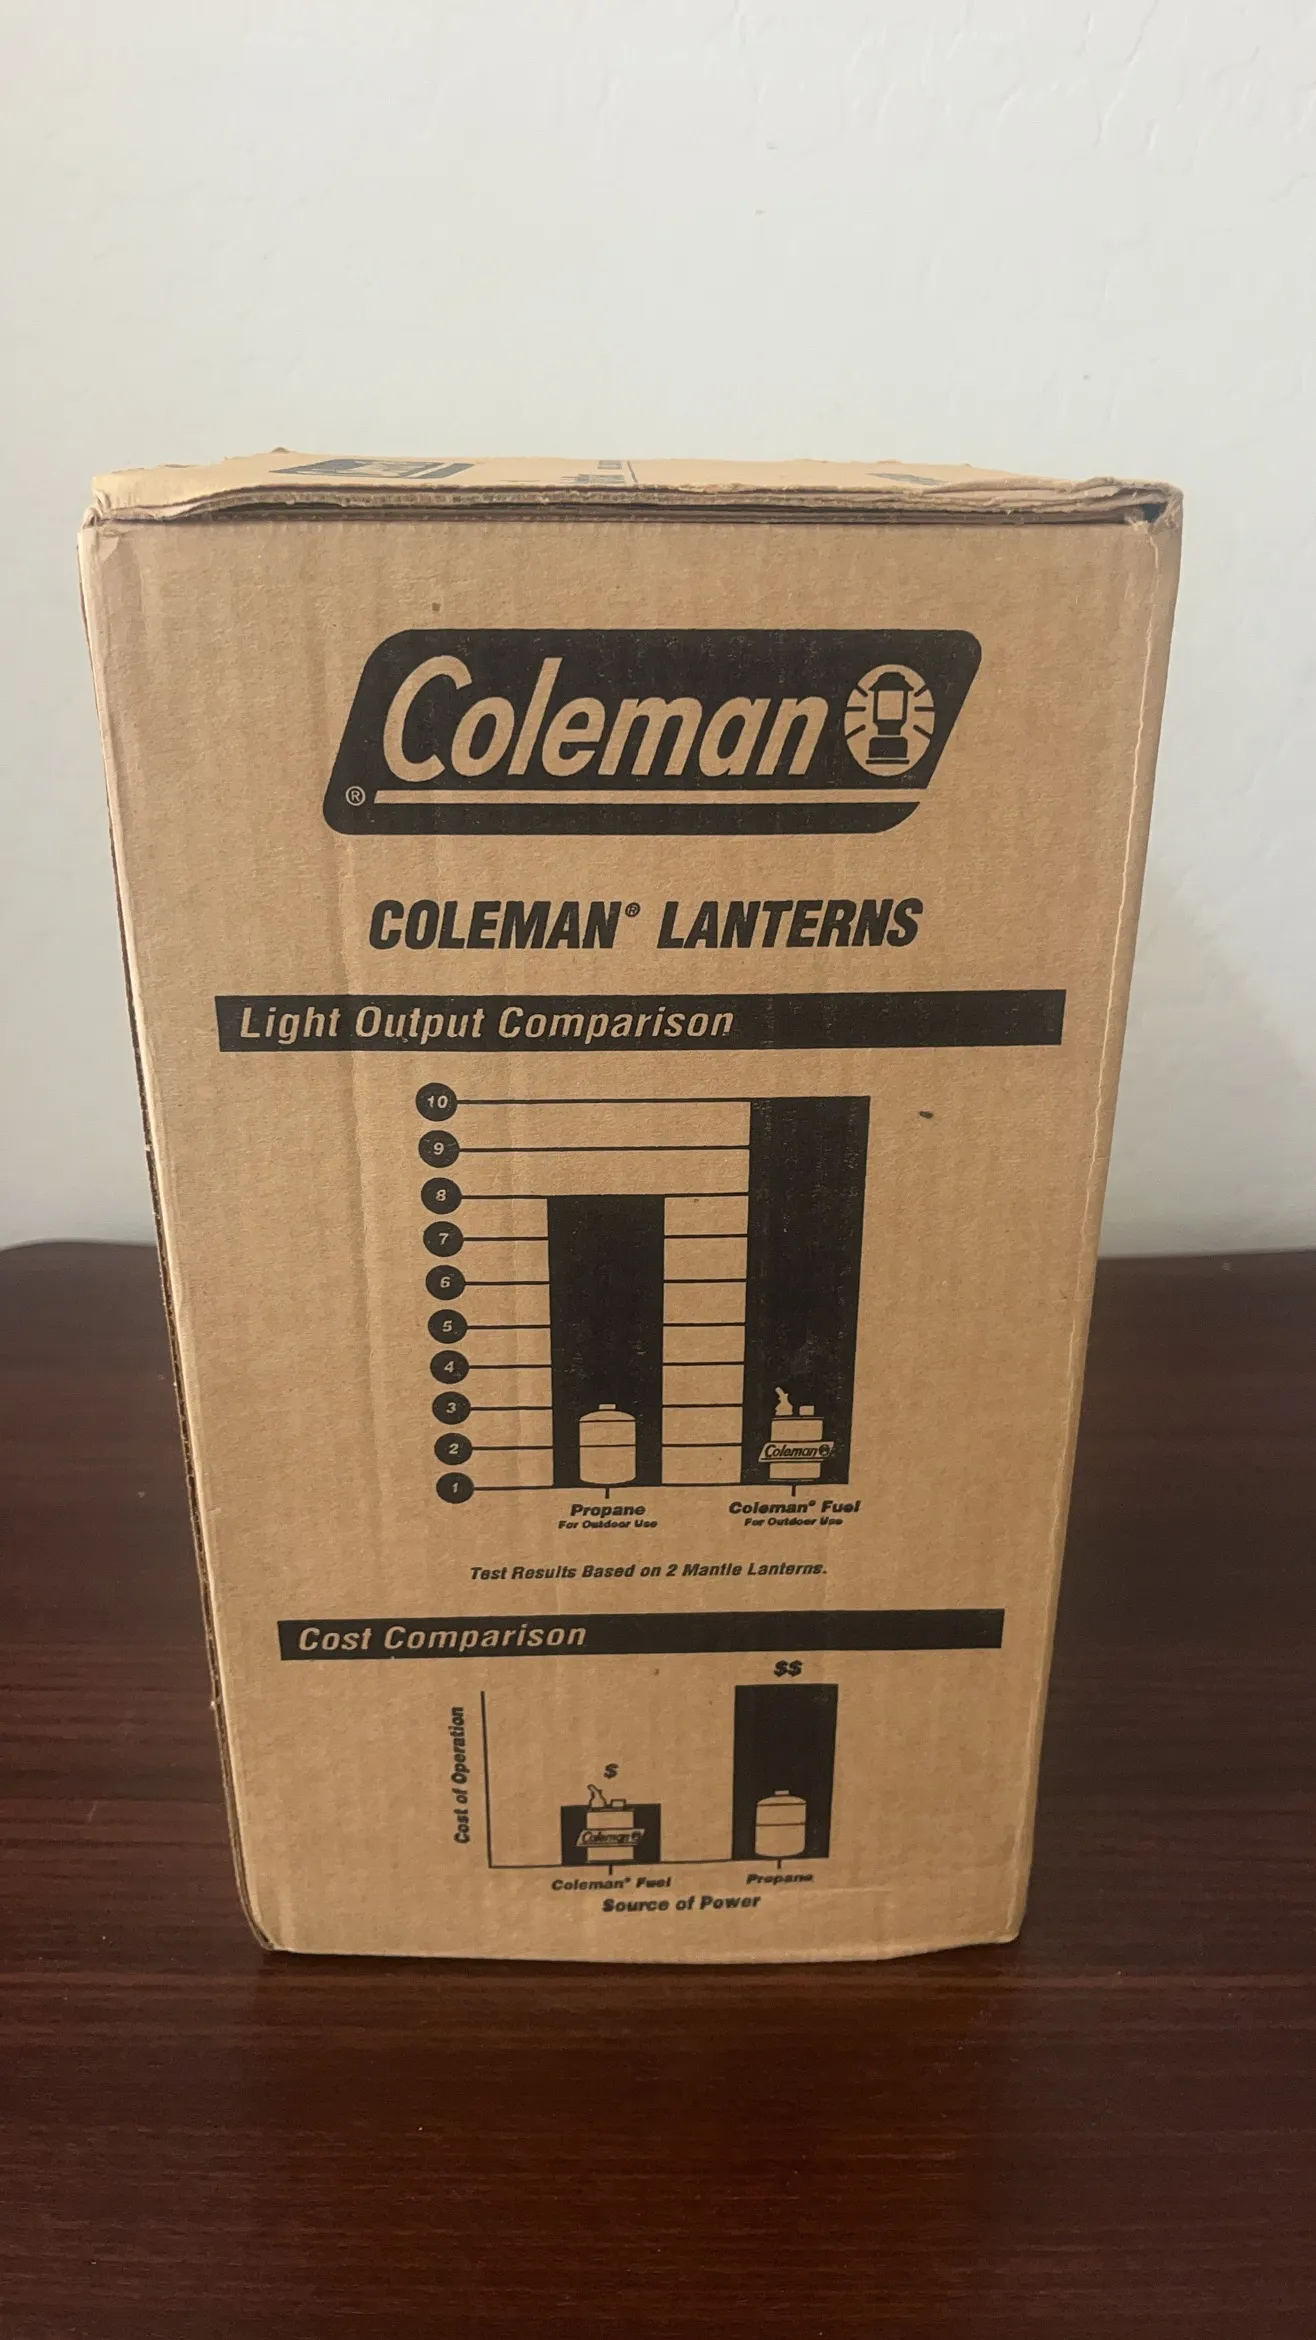 Coleman
®
COLEMAN® LANTERNS
Light Output Comparison
10
9
8
7
6
5
4
3
2
1
Coleman
Propane
For Outdoor Use
Coleman® Fuel
For Outdoor Use
Test Results Based on 2 Mantle Lanterns.
Cost Comparison
$$
$
Cost of Operation
Coleman
Coleman® Fuel
Propane
Source of Power